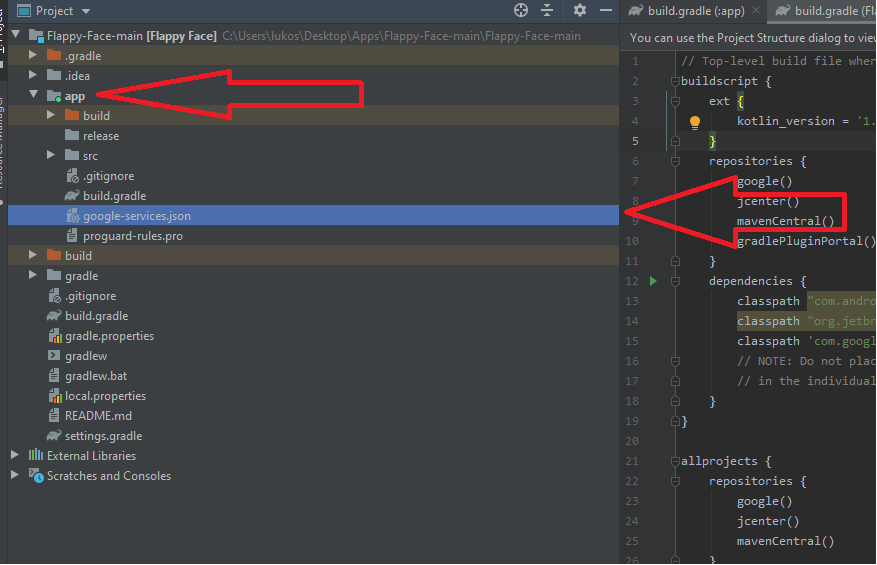 Project
Flappy-Face-main [Flappy Face] C:\Users\lukos\Desktop\Apps\Flappy-Face-main\Flappy-Face-main
.gradle
.idea
app
build
release
src
.gitignore
build.gradle
google-services.json
proguard-rules.pro
build
gradle
.gitignore
build.gradle
gradle.properties
gradlew
gradlew.bat
local.properties
README.md
settings.gradle
External Libraries
Scratches and Consoles
build.gradle (:app)
build.gradle (Fla
You can use the Project Structure dialog to view
1 // Top-level build file wher
2 buildscript {
3 ext {
4 kotlin_version = '1.
5 }
6 repositories {
7 google()
8 jcenter()
9 mavenCentral()
10 gradlePluginPortal()
11 }
12 dependencies {
13 classpath "com.andro
14 classpath "org.jetbr
15 classpath 'com.googl
16 // NOTE: Do not plac
17 // in the individual
18 }
19 }
20
21 allprojects {
22 repositories {
23 google()
24 jcenter()
25 mavenCentral()
26 }